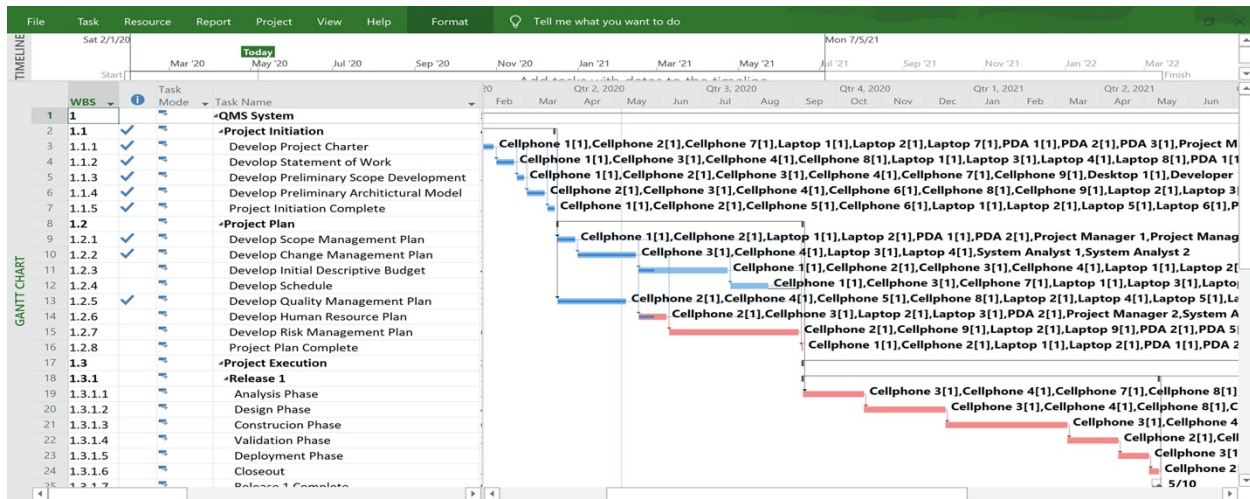 File Task Resource Report Project View Help Format Tell me what you want to do
TIMELINE
Sat 2/1/20 Mon 7/5/21
Today
Mar '20 May '20 Jul '20 Sep '20 Nov '20 Jan '21 Mar '21 May '21 Jul '21 Sep '21 Nov '21 Jan '22 Mar '22
Start Add tasks with dates to the timeline Finish
GANTT CHART
WBS Task Mode Task Name
20 Qtr 2, 2020 Qtr 3, 2020 Qtr 4, 2020 Qtr 1, 2021 Qtr 2, 2021
Feb Mar Apr May Jun Jul Aug Sep Oct Nov Dec Jan Feb Mar Apr May Jun
1 1 QMS System
2 1.1 Project Initiation
3 1.1.1 Develop Project Charter Cellphone 1[1],Cellphone 2[1],Cellphone 7[1],Laptop 1[1],Laptop 2[1],Laptop 7[1],PDA 1[1],PDA 2[1],PDA 3[1],Project M
4 1.1.2 Devolop Statement of Work Cellphone 1[1],Cellphone 3[1],Cellphone 4[1],Cellphone 8[1],Laptop 1[1],Laptop 3[1],Laptop 4[1],Laptop 8[1],PDA 1[1
5 1.1.3 Develop Preliminary Scope Development Cellphone 1[1],Cellphone 2[1],Cellphone 3[1],Cellphone 4[1],Cellphone 7[1],Cellphone 9[1],Desktop 1[1],Developer
6 1.1.4 Develop Preliminary Architictural Model Cellphone 2[1],Cellphone 3[1],Cellphone 4[1],Cellphone 6[1],Cellphone 8[1],Cellphone 9[1],Laptop 2[1],Laptop 3[
7 1.1.5 Project Initiation Complete Cellphone 1[1],Cellphone 2[1],Cellphone 5[1],Cellphone 6[1],Laptop 1[1],Laptop 2[1],Laptop 5[1],Laptop 6[1],P
8 1.2 Project Plan
9 1.2.1 Develop Scope Management Plan Cellphone 1[1],Cellphone 2[1],Laptop 1[1],Laptop 2[1],PDA 1[1],PDA 2[1],Project Manager 1,Project Manag
10 1.2.2 Develop Change Management Plan Cellphone 3[1],Cellphone 4[1],Laptop 3[1],Laptop 4[1],System Analyst 1,System Analyst 2
11 1.2.3 Develop Initial Descriptive Budget Cellphone 1[1],Cellphone 2[1],Cellphone 3[1],Cellphone 4[1],Laptop 1[1],Laptop 2[
12 1.2.4 Develop Schedule Cellphone 1[1],Cellphone 3[1],Cellphone 7[1],Laptop 1[1],Laptop 3[1],Laptop
13 1.2.5 Develop Quality Management Plan Cellphone 2[1],Cellphone 4[1],Cellphone 5[1],Cellphone 8[1],Laptop 2[1],Laptop 4[1],Laptop 5[1],La
14 1.2.6 Develop Human Resource Plan Cellphone 2[1],Cellphone 3[1],Laptop 2[1],Laptop 3[1],PDA 2[1],Project Manager 2,System A
15 1.2.7 Develop Risk Management Plan Cellphone 2[1],Cellphone 9[1],Laptop 2[1],Laptop 9[1],PDA 2[1],PDA 5[
16 1.2.8 Project Plan Complete Cellphone 1[1],Cellphone 2[1],Laptop 1[1],Laptop 2[1],PDA 1[1],PDA 2
17 1.3 Project Execution
18 1.3.1 Release 1
19 1.3.1.1 Analysis Phase Cellphone 3[1],Cellphone 4[1],Cellphone 7[1],Cellphone 8[1]
20 1.3.1.2 Design Phase Cellphone 3[1],Cellphone 4[1],Cellphone 8[1],C
21 1.3.1.3 Construcion Phase Cellphone 3[1],Cellphone 4
22 1.3.1.4 Validation Phase Cellphone 2[1],Cell
23 1.3.1.5 Deployment Phase Cellphone 3[1
24 1.3.1.6 Closeout Cellphone 2
25 1.3.1.7 Release 1 Complete 5/10